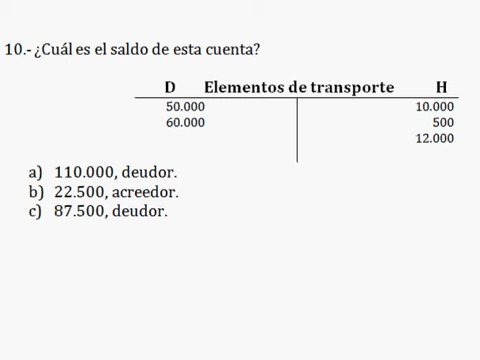 10.- ¿Cuál es el saldo de esta cuenta?
D Elementos de transporte H
50.000 10.000
60.000 500
12.000
a) 110.000, deudor.
b) 22.500, acreedor.
c) 87.500, deudor.